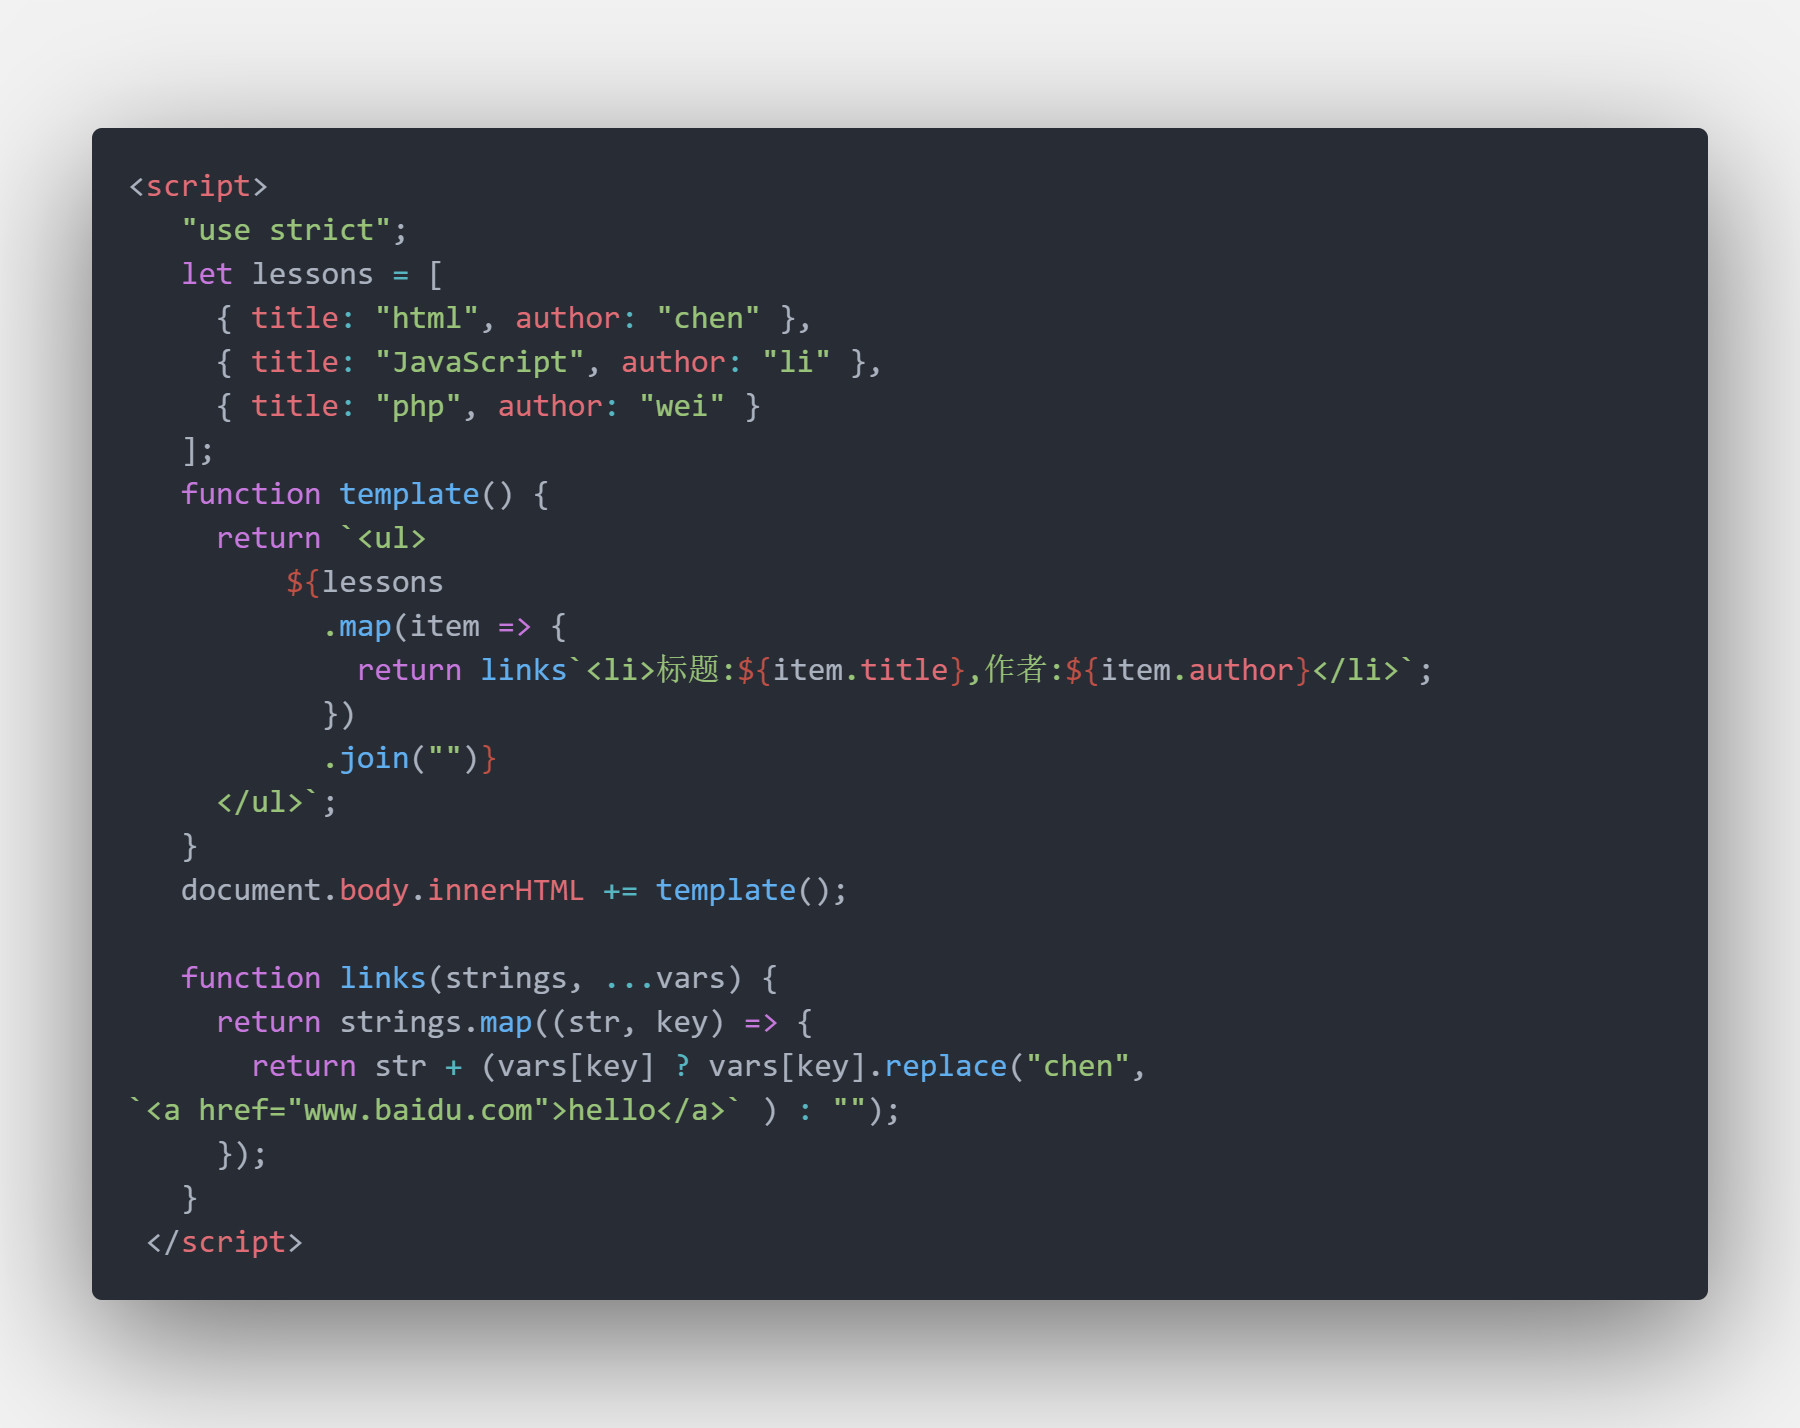 <script>
"use strict";
let lessons = [
{ title: "html", author: "chen" },
{ title: "JavaScript", author: "li" },
{ title: "php", author: "wei" }
];
function template() {
return `<ul>
${lessons
.map(item => {
return links`<li>标题:${item.title},作者:${item.author}</li>`;
})
.join("")}
</ul>`;
}
document.body.innerHTML += template();
function links(strings, ...vars) {
return strings.map((str, key) => {
return str + (vars[key] ? vars[key].replace("chen",
`<a href="www.baidu.com">hello</a>` ) : "");
});
}
</script>